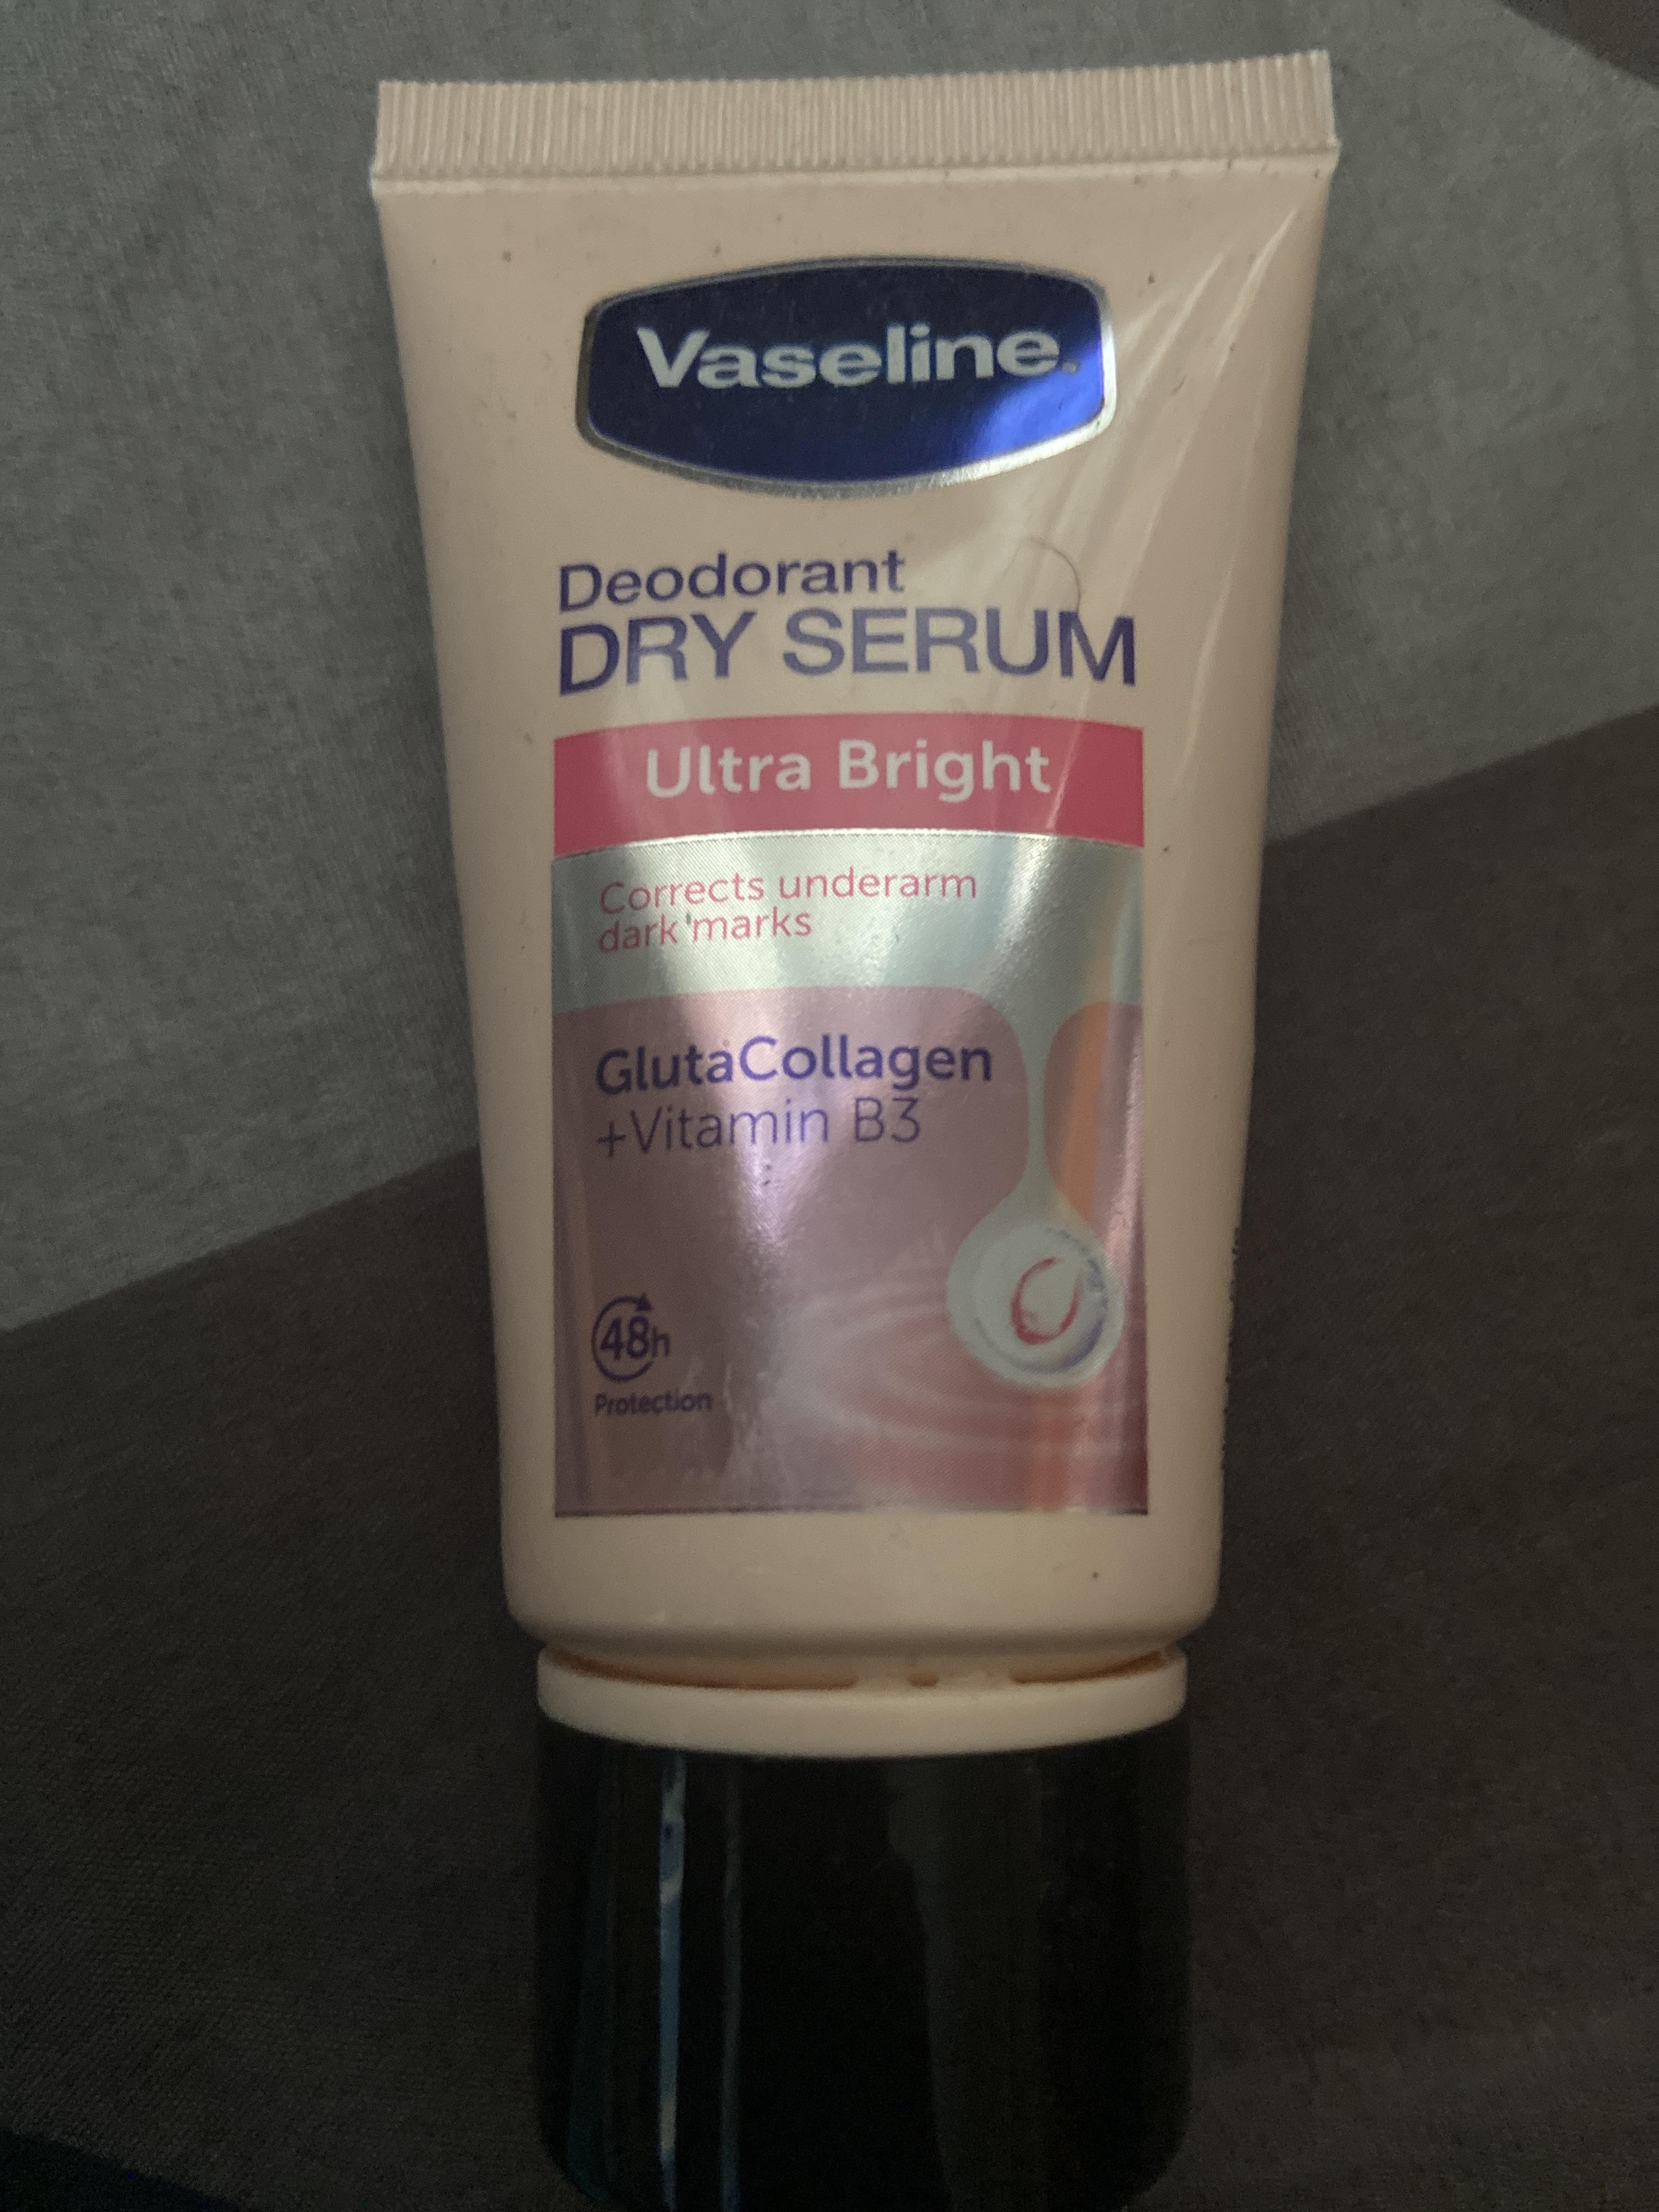 Vaseline.
Deodorant
DRY SERUM
Ultra Bright
Corrects underarm
dark marks
GlutaCollagen
+Vitamin B3
48h
Protection